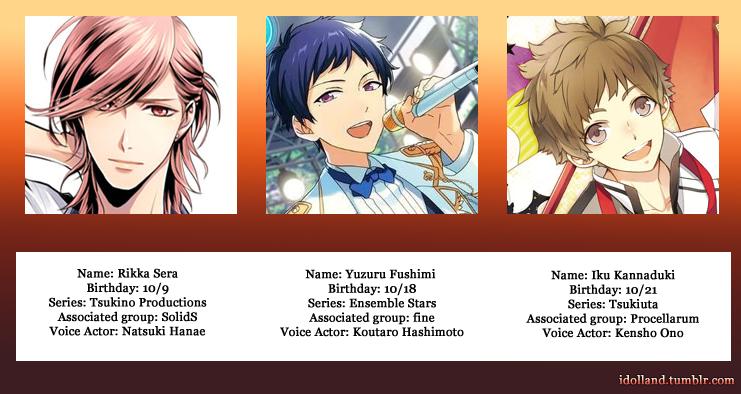 Name: Rikka Sera
Birthday: 10/9
Series: Tsukino Productions
Associated group: SolidS
Voice Actor: Natsuki Hanae
Name: Yuzuru Fushimi
Birthday: 10/18
Series: Ensemble Stars
Associated group: fine
Voice Actor: Koutaro Hashimoto
Name: Iku Kannaduki
Birthday: 10/21
Series: Tsukiuta
Associated group: Procellarum
Voice Actor: Kensho Ono
idolland.tumblr.com